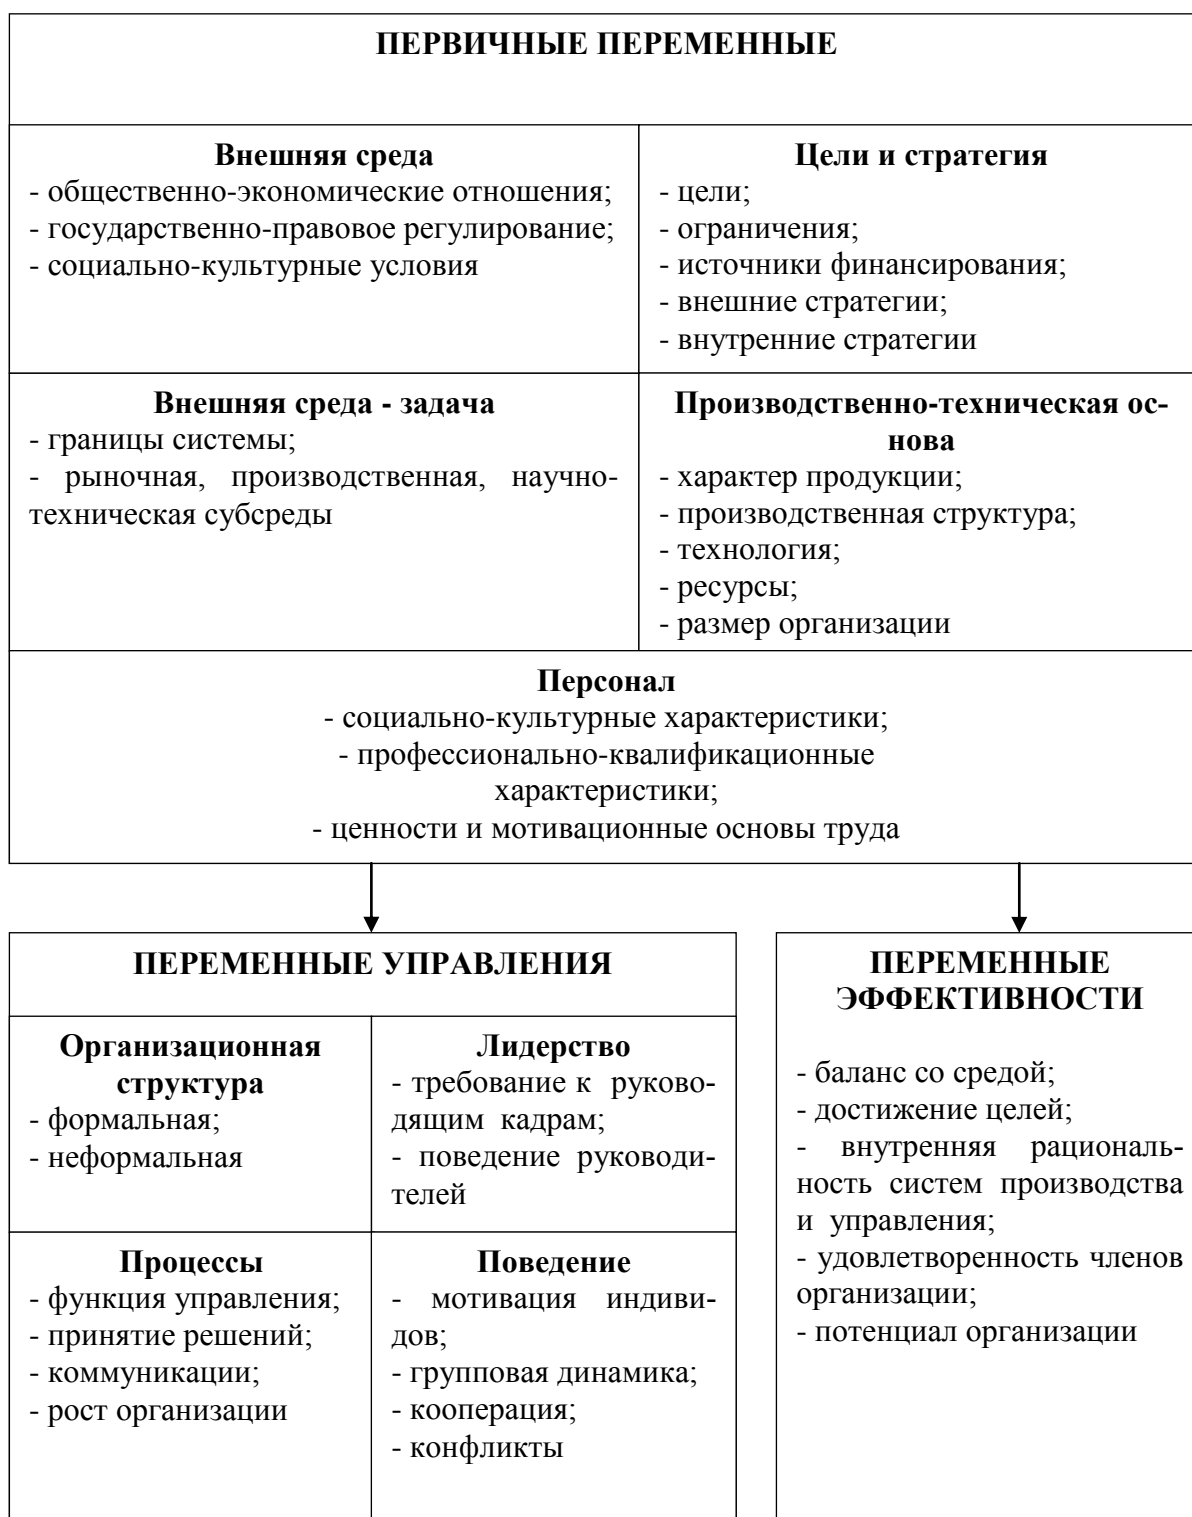 ПЕРВИЧНЫЕ ПЕРЕМЕННЫЕ
Внешняя среда
- общественно-экономические отношения;
- государственно-правовое регулирование;
- социально-культурные условия
Цели и стратегия
- цели;
- ограничения;
- источники финансирования;
- внешние стратегии;
- внутренние стратегии
Внешняя среда - задача
- границы системы;
- рыночная, производственная, научно-
техническая субсреды
Производственно-техническая ос-
нова
- характер продукции;
- производственная структура;
- технология;
- ресурсы;
- размер организации
Персонал
- социально-культурные характеристики;
- профессионально-квалификационные
характеристики;
- ценности и мотивационные основы труда
ПЕРЕМЕННЫЕ УПРАВЛЕНИЯ
Организационная
структура
- формальная;
- неформальная
Лидерство
- требование к руково-
дящим кадрам;
- поведение руководи-
телей
Процессы
- функция управления;
- принятие решений;
- коммуникации;
- рост организации
Поведение
- мотивация индиви-
дов;
- групповая динамика;
- кооперация;
- конфликты
ПЕРЕМЕННЫЕ
ЭФФЕКТИВНОСТИ
- баланс со средой;
- достижение целей;
- внутренняя рациональ-
ность систем производства
и управления;
- удовлетворенность членов
организации;
- потенциал организации